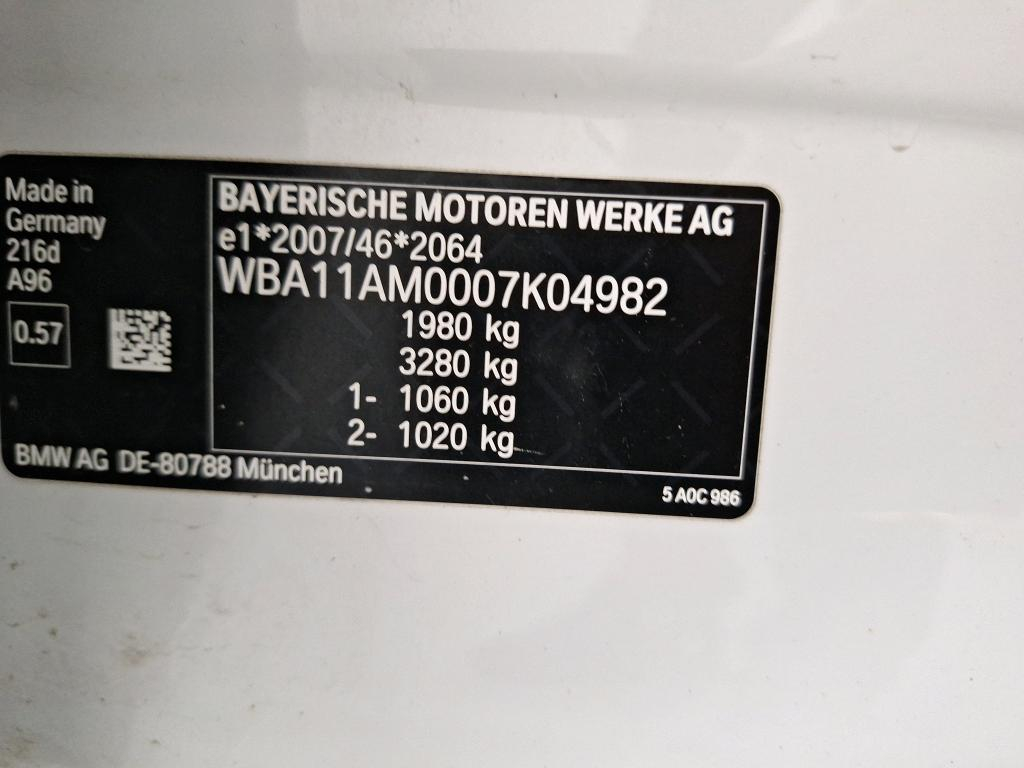 Made in
Germany
216d
A96
0.57
BAYERISCHE MOTOREN WERKE AG
e1*2007/46*2064
WBA11AM0007K04982
1980 kg
3280 kg
1- 1060 kg
2- 1020 kg
BMW AG DE-80788 München
5 A0C 986